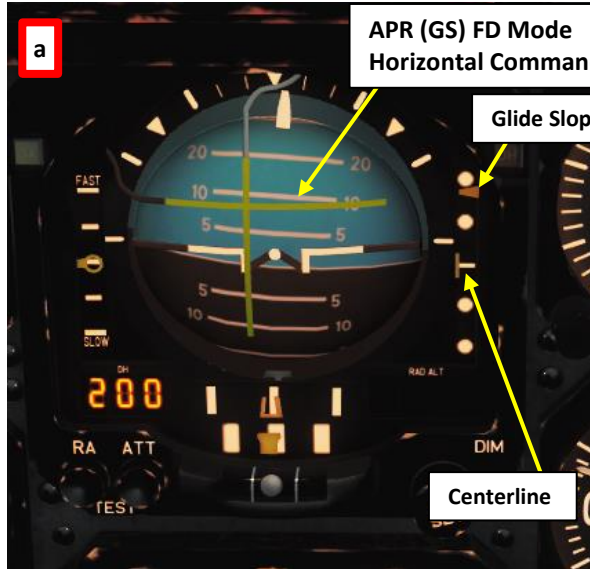 a
APR (GS) FD Mode
Horizontal Comman
Glide Slop
20 20
10 10
5 5
5 5
10 10
FAST
SLOW
DH
200
RAD ALT
RA ATT
TEST
DIM
Centerline